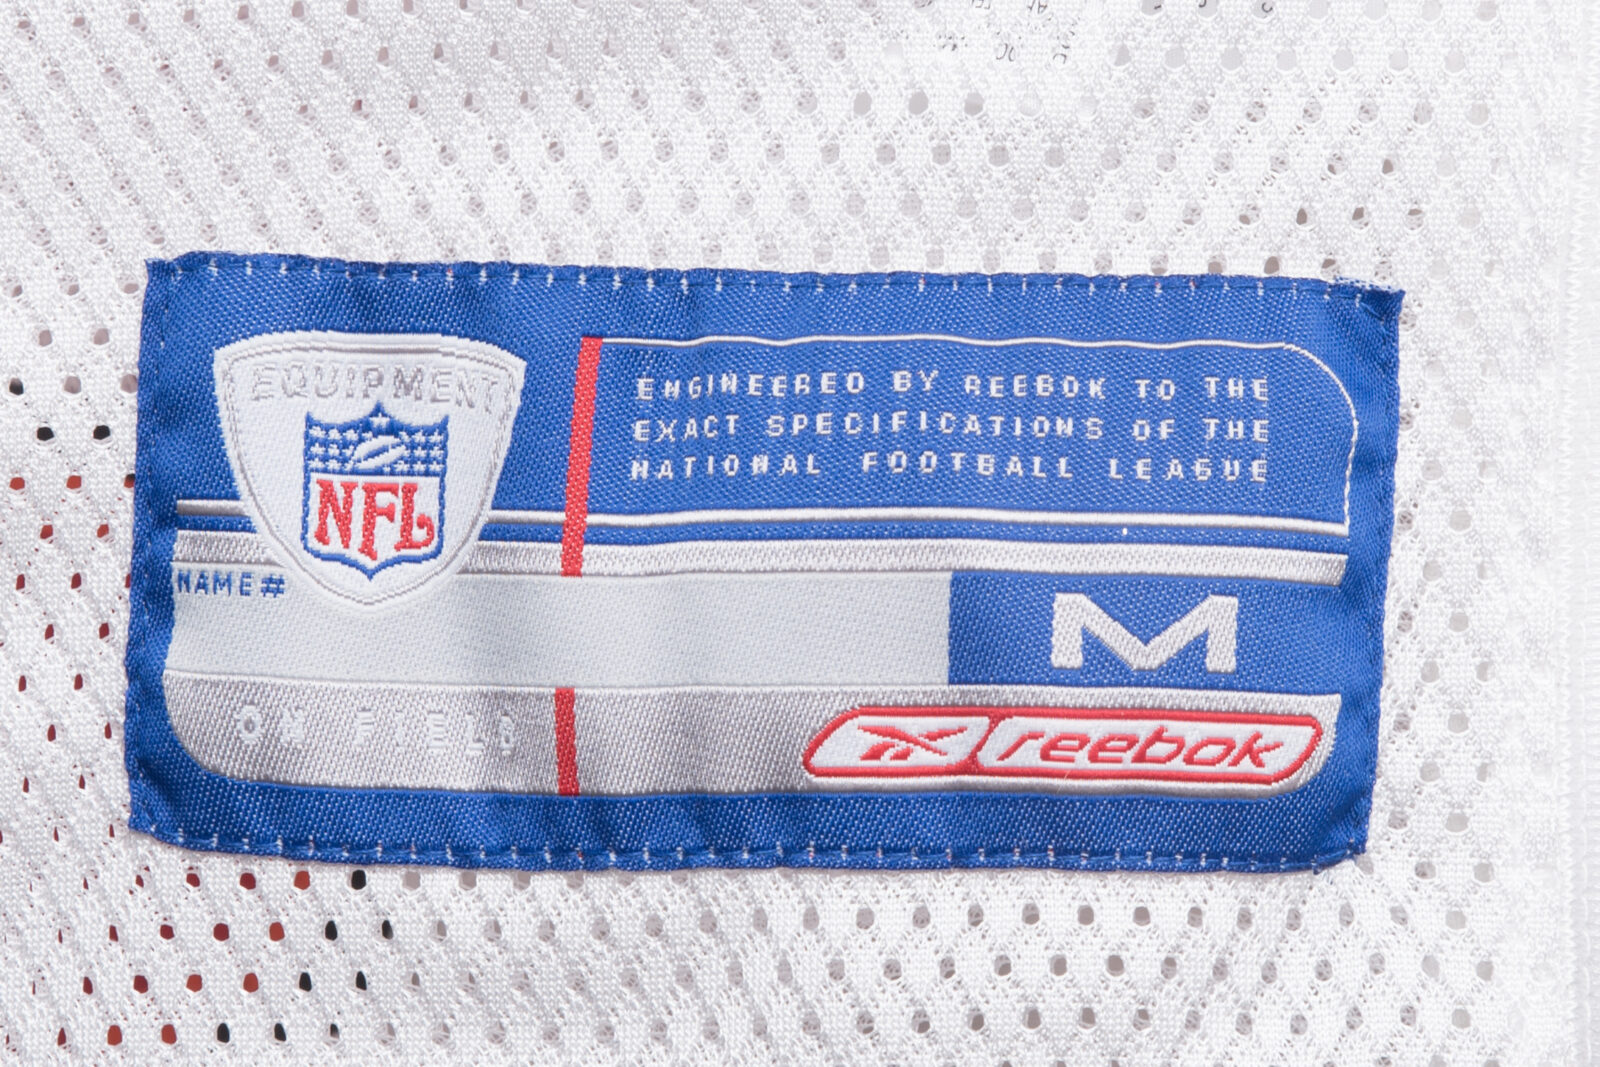 EQUIPMENT
NFL
ENGINEERED BY REEBOK TO THE
EXACT SPECIFICATIONS OF THE
NATIONAL FOOTBALL LEAGUE
NAME#
M
ON FIELD
reebok